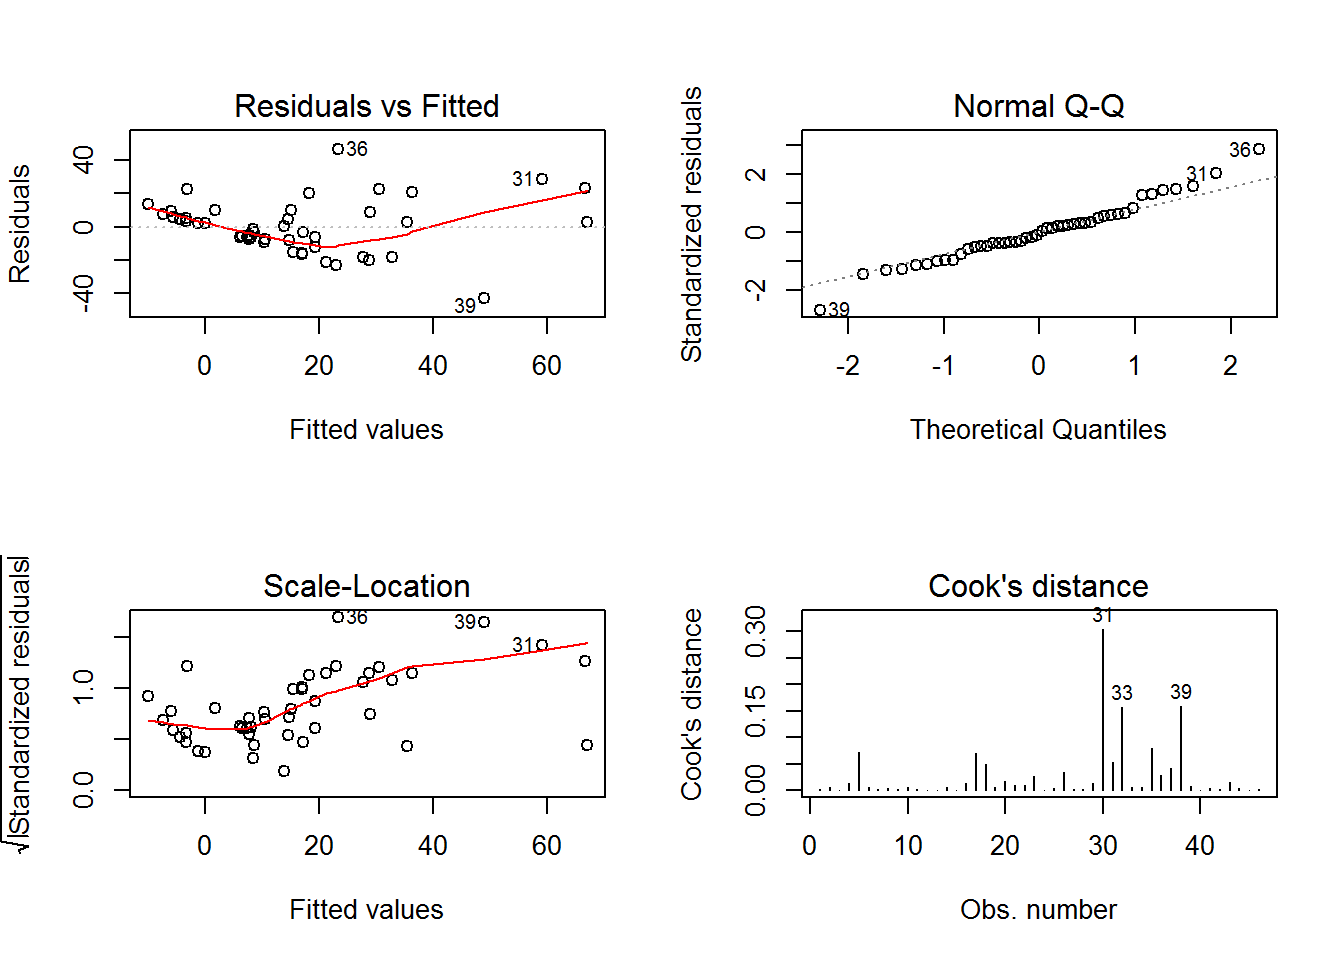 Residuals vs Fitted
Residuals
40
0
-40
36
31
39
0 20 40 60
Fitted values
Normal Q-Q
Standardized residuals
2
0
-2
36
31
39
-2 -1 0 1 2
Theoretical Quantiles
Scale-Location
√|Standardized residuals|
1.0
0.0
36
39
31
0 20 40 60
Fitted values
Cook's distance
Cook's distance
0.30
0.15
0.00
31
33
39
0 10 20 30 40
Obs. number